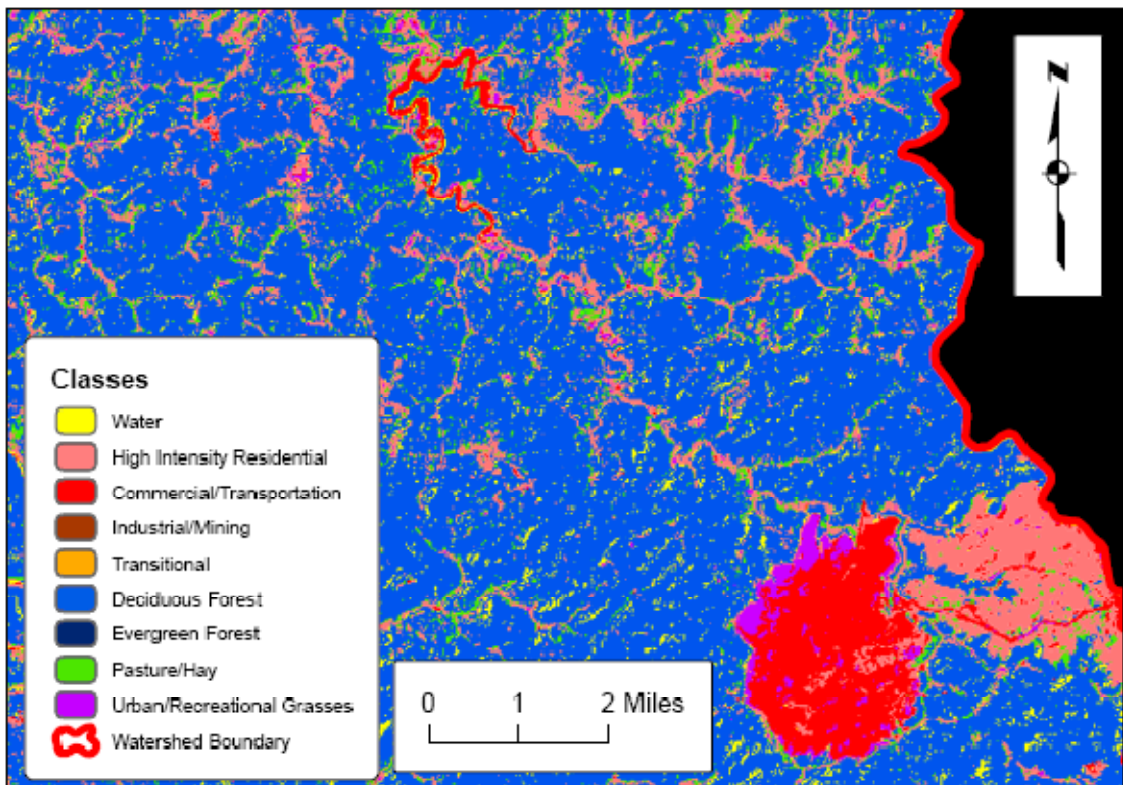 N
Classes
Water
High Intensity Residential
Commercial/Transportation
Industrial/Mining
Transitional
Deciduous Forest
Evergreen Forest
Pasture/Hay
Urban/Recreational Grasses
Watershed Boundary
0 1 2 Miles